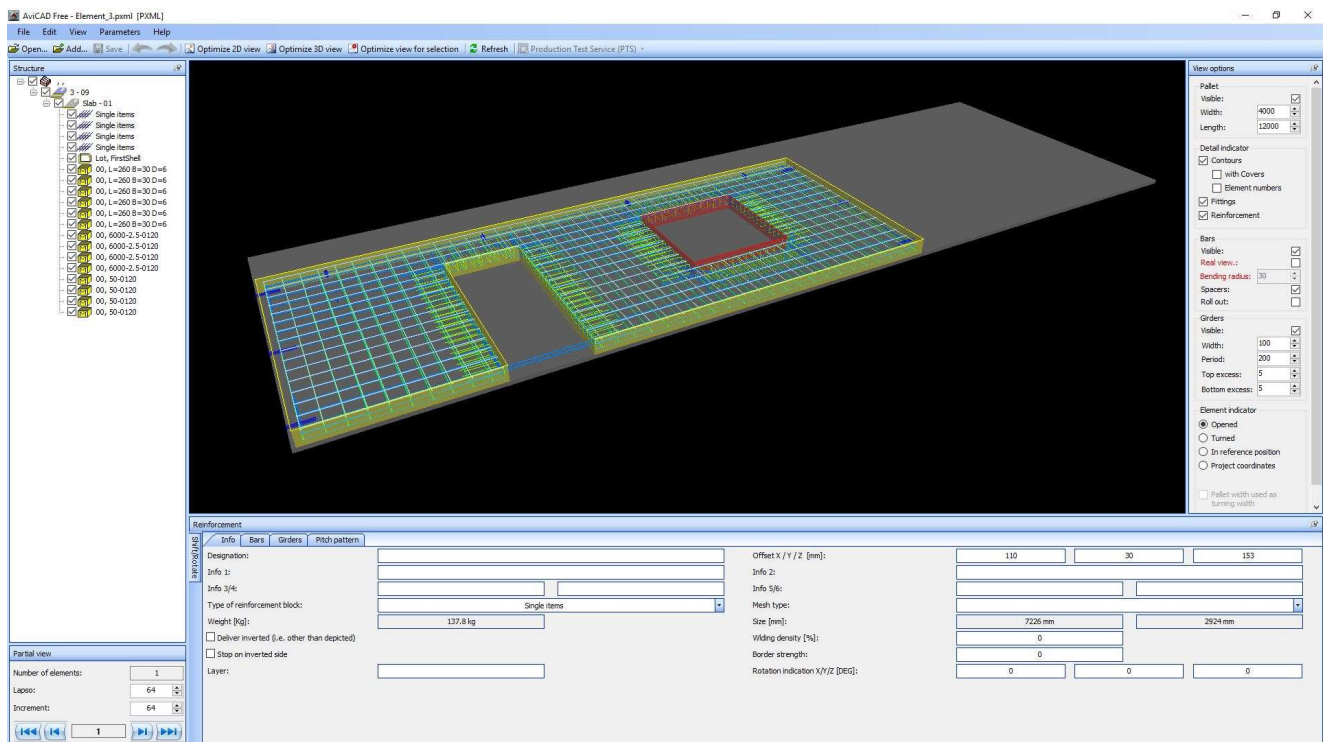 AviCAD Free - Element_3.pxml [PXML]
File Edit View Parameters Help
Open... Add... Save Optimize 2D view Optimize 3D view Optimize view for selection Refresh Production Test Service (PTS)
Structure
, ,
3 - 09
Slab - 01
Single items
Single items
Single items
Single items
Lot, FirstShell
00, L=260 B=30 D=6
00, L=260 B=30 D=6
00, L=260 B=30 D=6
00, L=260 B=30 D=6
00, L=260 B=30 D=6
00, L=260 B=30 D=6
00, 6000-2.5-0120
00, 6000-2.5-0120
00, 6000-2.5-0120
00, 6000-2.5-0120
00, 50-0120
00, 50-0120
00, 50-0120
00, 50-0120
Partial view
Number of elements: 1
Lapso: 64
Increment: 64
1
Reinforcement
Shift/Rotate
Info Bars Girders Pitch pattern
Designation: Offset X / Y / Z [mm]: 110 30 153
Info 1: Info 2:
Info 3/4: Info 5/6:
Type of reinforcement block: Single items Mesh type:
Weight [Kg]: 137.8 kg Size [mm]: 7226 mm 2924 mm
Deliver inverted (i.e. other than depicted) Wlding density [%]: 0
Stop on inverted side Border strength: 0
Layer: Rotation indication X/Y/Z [DEG]: 0 0 0
View options
Pallet
Visible:
Width: 4000
Length: 12000
Detail indicator
Contours
with Covers
Element numbers
Fittings
Reinforcement
Bars
Visible:
Real view.:
Bending radius: 30
Spacers:
Roll out:
Girders
Visible:
Width: 100
Period: 200
Top excess: 5
Bottom excess: 5
Element indicator
Opened
Turned
In reference position
Project coordinates
Pallet width used as
turning width